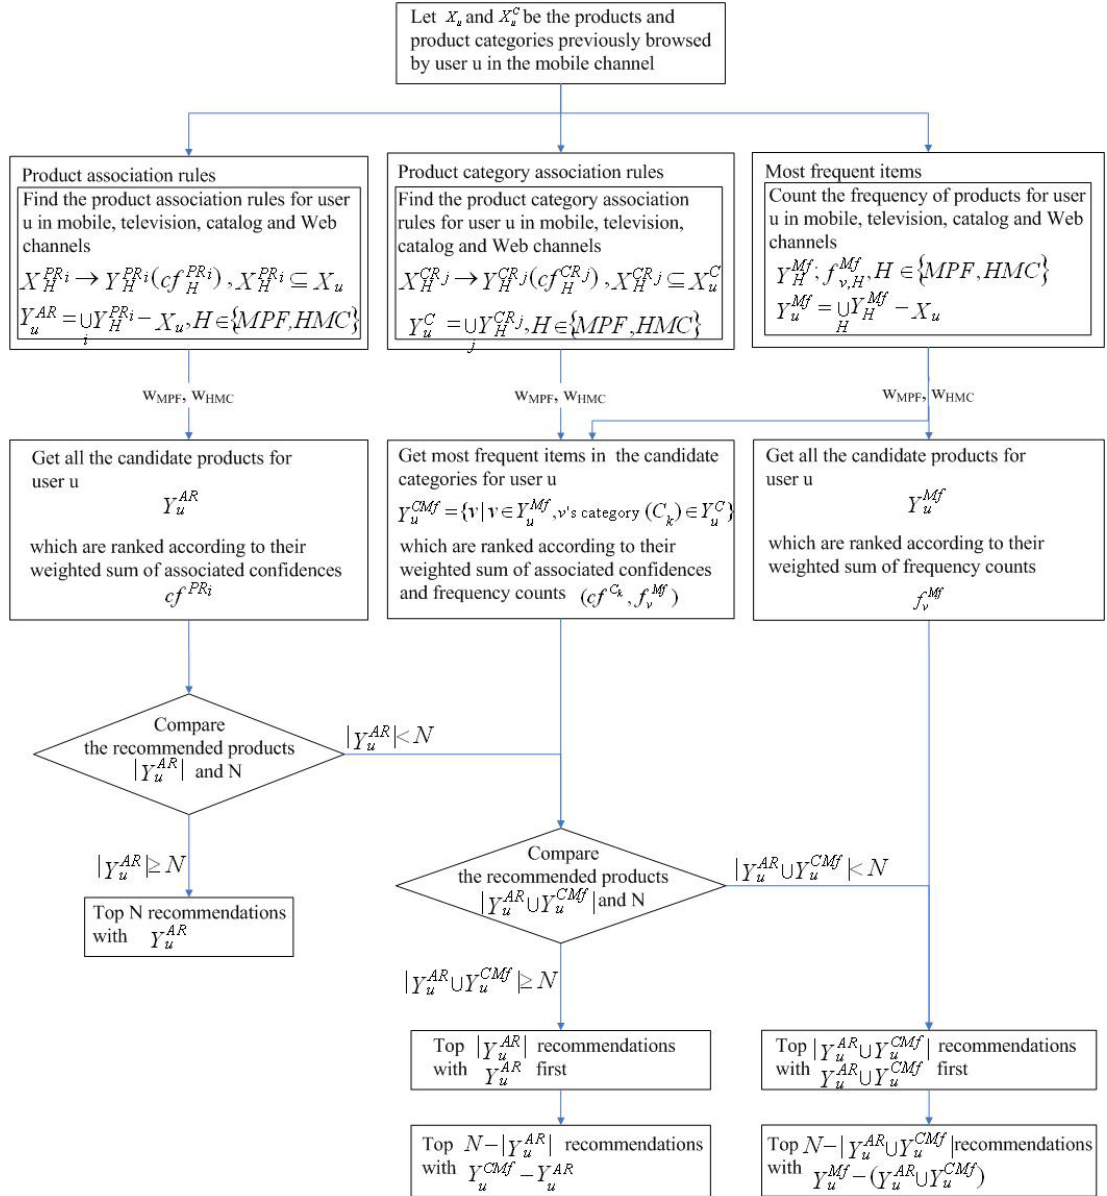 Let X_u and X_u^C be the products and
product categories previously browsed
by user u in the mobile channel
Product association rules
Find the product association rules for user
u in mobile, television, catalog and Web
channels
X_H^{PR_i} → Y_H^{PR_i}(cf_H^{PR_i}), X_H^{PR_i} ⊆ X_u
Y_u^{AR} = ∪_i Y_H^{PR_i} − X_u, H∈{MPF,HMC}
Product category association rules
Find the product category association
rules for user u in mobile, television,
catalog and Web channels
X_H^{CR_j} → Y_H^{CR_j}(cf_H^{CR_j}), X_H^{CR_j} ⊆ X_u^C
Y_u^C = ∪_j Y_H^{CR_j}, H∈{MPF,HMC}
Most frequent items
Count the frequency of products for user
u in mobile, television, catalog and Web
channels
Y_H^{Mf}; f_{v,H}^{Mf}, H∈{MPF,HMC}
Y_u^{Mf} = ∪_H Y_H^{Mf} − X_u
w_{MPF}, w_{HMC}
w_{MPF}, w_{HMC}
w_{MPF}, w_{HMC}
Get all the candidate products for
user u
Y_u^{AR}
which are ranked according to their
weighted sum of associated confidences
cf^{PR_i}
Get most frequent items in the candidate
categories for user u
Y_u^{CMf} = {v | v∈Y_u^{Mf}, v's category (C_k)∈Y_u^C}
which are ranked according to their
weighted sum of associated confidences
and frequency counts (cf^{C_k}, f_v^{Mf})
Get all the candidate products for
user u
Y_u^{Mf}
which are ranked according to their
weighted sum of frequency counts
f_v^{Mf}
Compare
the recommended products
|Y_u^{AR}| and N
|Y_u^{AR}| < N
|Y_u^{AR}| ≥ N
Top N recommendations
with Y_u^{AR}
Compare
the recommended products
|Y_u^{AR} ∪ Y_u^{CMf}| and N
|Y_u^{AR} ∪ Y_u^{CMf}| < N
|Y_u^{AR} ∪ Y_u^{CMf}| ≥ N
Top |Y_u^{AR}| recommendations
with Y_u^{AR} first
Top |Y_u^{AR} ∪ Y_u^{CMf}| recommendations
with Y_u^{AR} ∪ Y_u^{CMf} first
Top N−|Y_u^{AR}| recommendations
with Y_u^{CMf} − Y_u^{AR}
Top N−|Y_u^{AR} ∪ Y_u^{CMf}| recommendations
with Y_u^{Mf} − (Y_u^{AR} ∪ Y_u^{CMf})